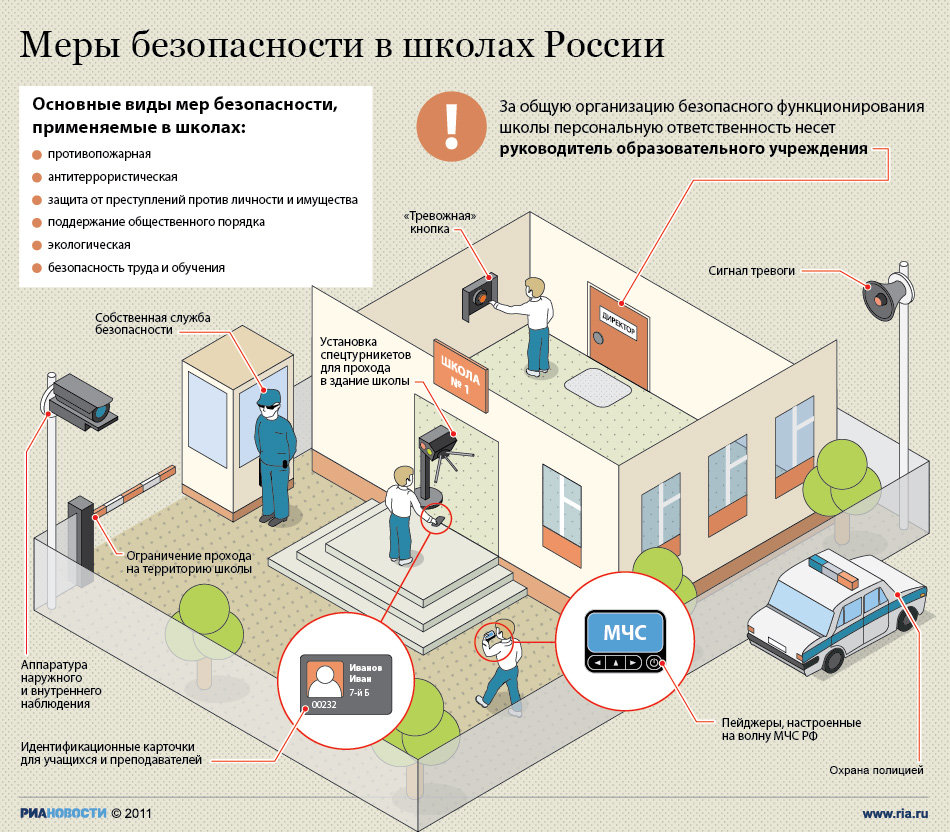 Меры безопасности в школах России
Основные виды мер безопасности,
применяемые в школах:
противопожарная
антитеррористическая
защита от преступлений против личности и имущества
поддержание общественного порядка
экологическая
безопасность труда и обучения
!
За общую организацию безопасного функционирования
школы персональную ответственность несет
руководитель образовательного учреждения
«Тревожная»
кнопка
Сигнал тревоги
Собственная служба
безопасности
Установка
спецтурникетов
для прохода
в здание школы
ДИРЕКТОР
ШКОЛА
№ 1
Ограничение прохода
на территорию школы
Аппаратура
наружного
и внутреннего
наблюдения
Иванов
Иван
7-й Б
00232
МЧС
Идентификационные карточки
для учащихся и преподавателей
Пейджеры, настроенные
на волну МЧС РФ
Охрана полицией
РИАНОВОСТИ © 2011
www.ria.ru